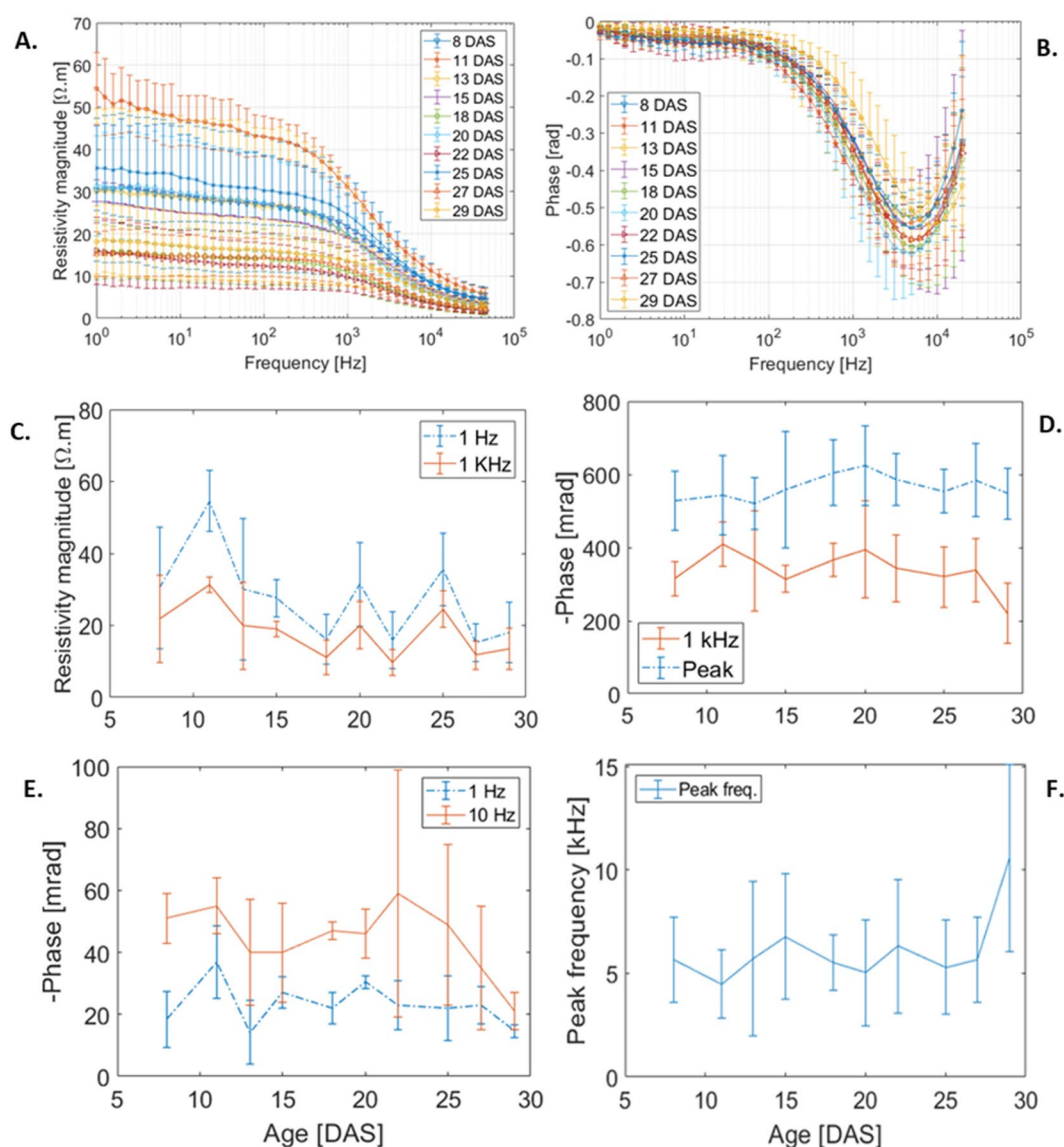 A.
Resistivity magnitude [Ω.m]
70
60
50
40
30
20
10
0
10^0 10^1 10^2 10^3 10^4 10^5
Frequency [Hz]
8 DAS
11 DAS
13 DAS
15 DAS
18 DAS
20 DAS
22 DAS
25 DAS
27 DAS
29 DAS
B.
Phase [rad]
0
-0.1
-0.2
-0.3
-0.4
-0.5
-0.6
-0.7
-0.8
10^0 10^1 10^2 10^3 10^4 10^5
Frequency [Hz]
8 DAS
11 DAS
13 DAS
15 DAS
18 DAS
20 DAS
22 DAS
25 DAS
27 DAS
29 DAS
C.
Resistivity magnitude [Ω.m]
80
60
40
20
0
5 10 15 20 25 30
1 Hz
1 KHz
D.
-Phase [mrad]
800
600
400
200
0
5 10 15 20 25 30
1 kHz
Peak
E.
-Phase [mrad]
100
80
60
40
20
0
5 10 15 20 25 30
Age [DAS]
1 Hz
10 Hz
F.
Peak frequency [kHz]
15
10
5
0
5 10 15 20 25 30
Age [DAS]
Peak freq.